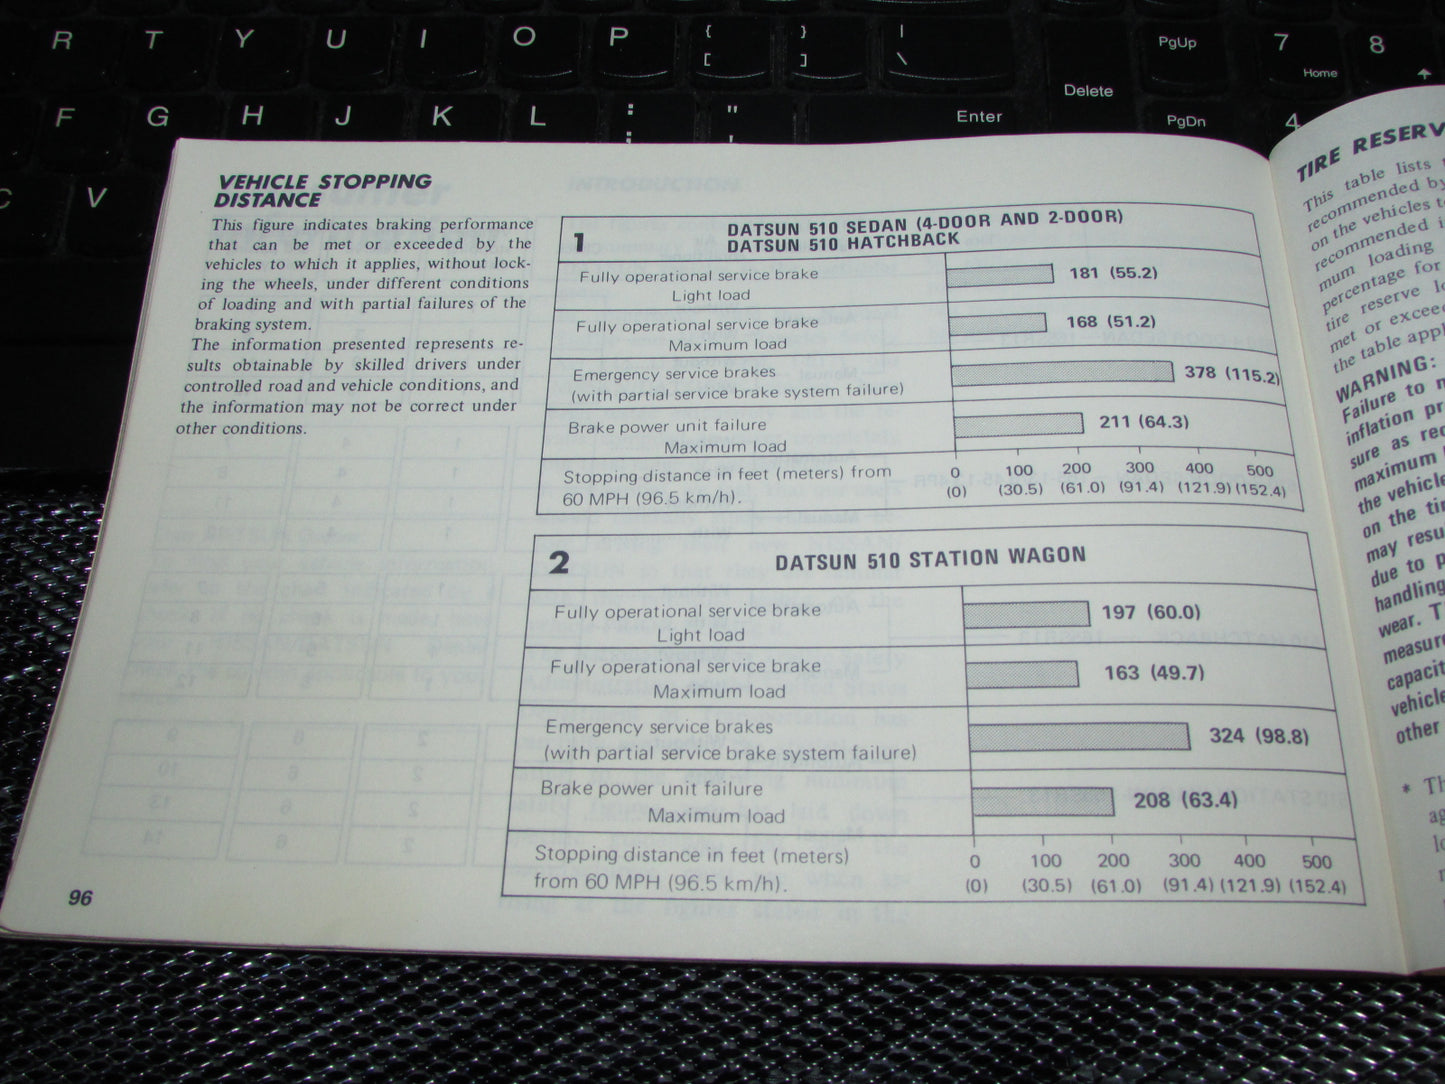 R T Y U I O P { } |
[ ] \
PgUp 7 8
Home
Delete
F G H J K L : "
; '
Enter PgDn 4
C V
VEHICLE STOPPING
DISTANCE
This figure indicates braking performance
that can be met or exceeded by the
vehicles to which it applies, without lock-
ing the wheels, under different conditions
of loading and with partial failures of the
braking system.
The information presented represents re-
sults obtainable by skilled drivers under
controlled road and vehicle conditions, and
the information may not be correct under
other conditions.
1 DATSUN 510 SEDAN (4-DOOR AND 2-DOOR)
DATSUN 510 HATCHBACK
Fully operational service brake
Light load
181 (55.2)
Fully operational service brake
Maximum load
168 (51.2)
Emergency service brakes
(with partial service brake system failure)
378 (115.2)
Brake power unit failure
Maximum load
211 (64.3)
Stopping distance in feet (meters) from
60 MPH (96.5 km/h).
0 100 200 300 400 500
(0) (30.5) (61.0) (91.4) (121.9) (152.4)
2 DATSUN 510 STATION WAGON
Fully operational service brake
Light load
197 (60.0)
Fully operational service brake
Maximum load
163 (49.7)
Emergency service brakes
(with partial service brake system failure)
324 (98.8)
Brake power unit failure
Maximum load
208 (63.4)
Stopping distance in feet (meters)
from 60 MPH (96.5 km/h).
0 100 200 300 400 500
(0) (30.5) (61.0) (91.4) (121.9) (152.4)
96
TIRE RESERV
This table lists
recommended by
on the vehicles to
recommended i
mum loading
percentage for
tire reserve lo
met or excee
the table appl
WARNING:
Failure to m
inflation pr
sure as rec
maximum l
the vehicle
on the tir
may resu
due to p
handling
wear. T
measur
capacit
vehicle
other
* Th
ag